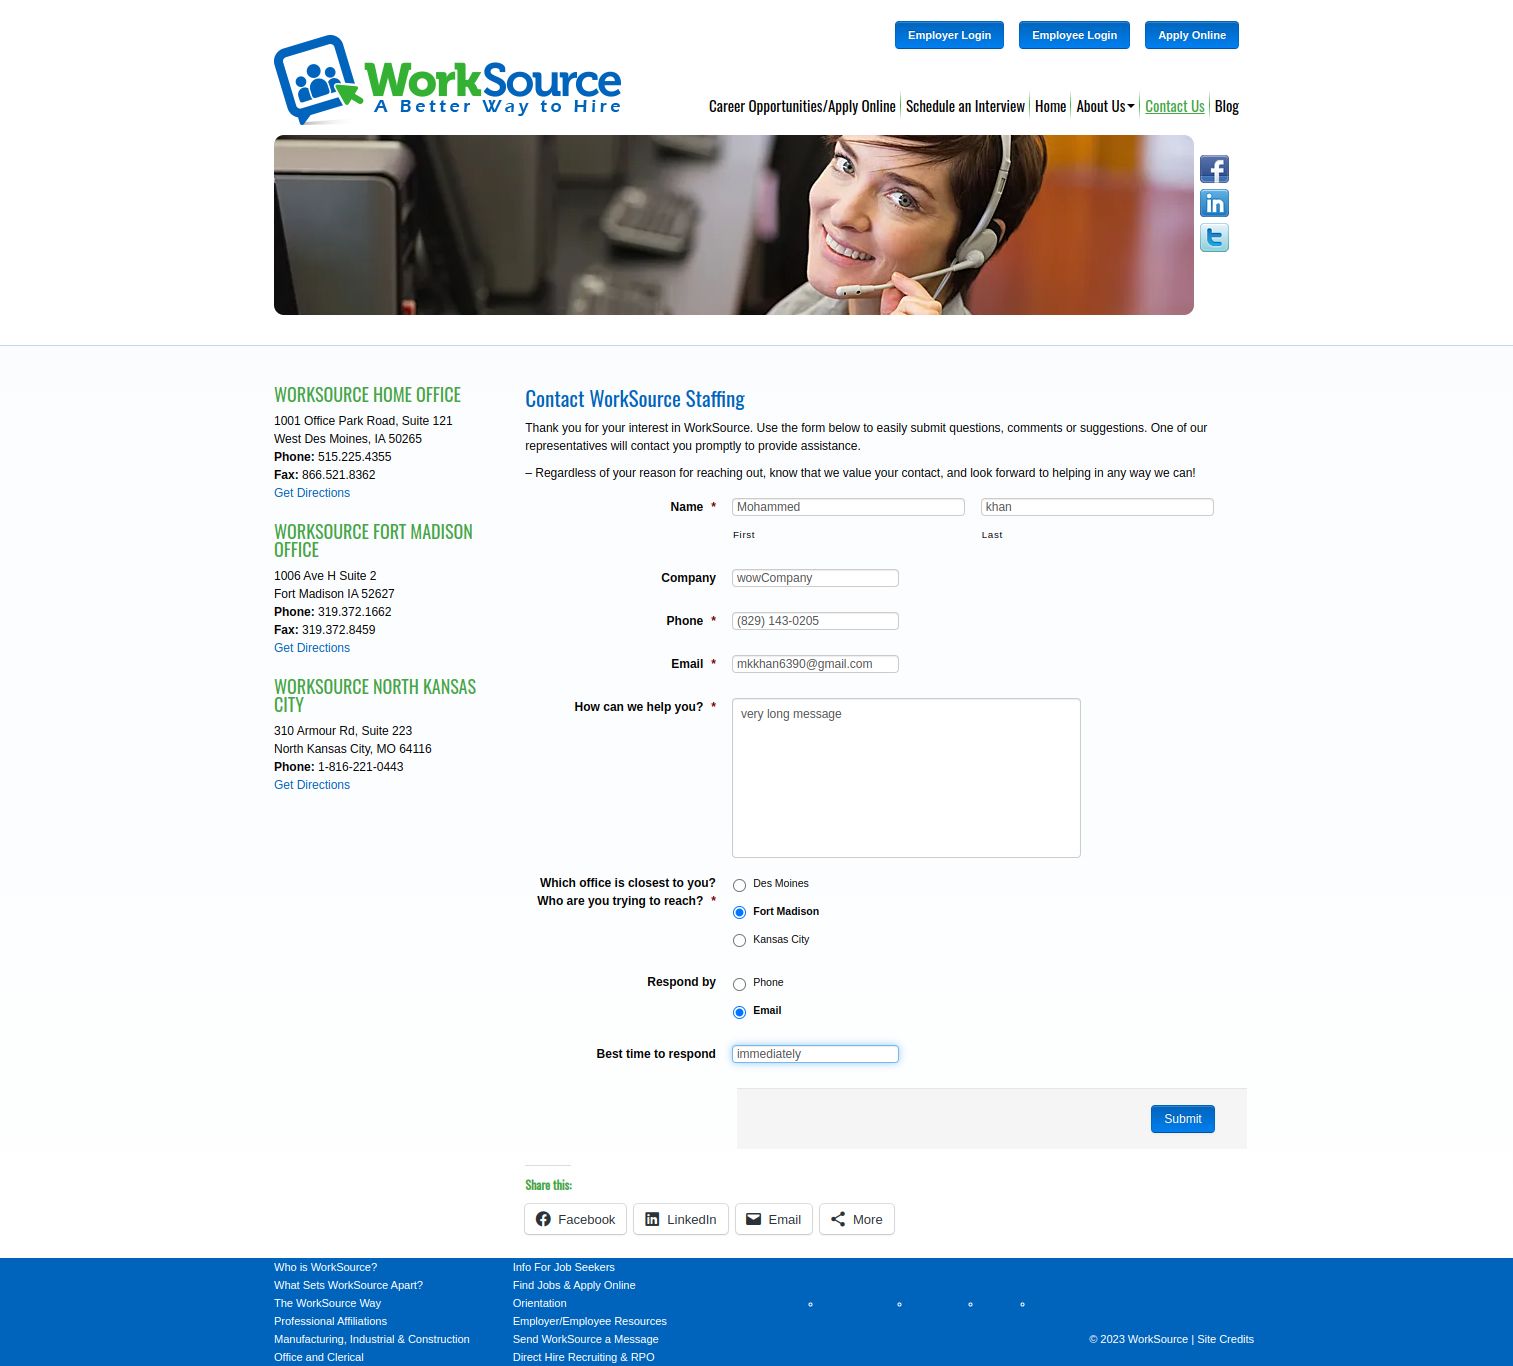 Employer Login
Employee Login
Apply Online
WorkSource
A Better Way to Hire
Career Opportunities/Apply Online
Schedule an Interview
Home
About Us
Contact Us
Blog
WORKSOURCE HOME OFFICE
1001 Office Park Road, Suite 121
West Des Moines, IA 50265
Phone: 515.225.4355
Fax: 866.521.8362
Get Directions
WORKSOURCE FORT MADISON
OFFICE
1006 Ave H Suite 2
Fort Madison IA 52627
Phone: 319.372.1662
Fax: 319.372.8459
Get Directions
WORKSOURCE NORTH KANSAS
CITY
310 Armour Rd, Suite 223
North Kansas City, MO 64116
Phone: 1-816-221-0443
Get Directions
Contact WorkSource Staffing
Thank you for your interest in WorkSource. Use the form below to easily submit questions, comments or suggestions. One of our
representatives will contact you promptly to provide assistance.
– Regardless of your reason for reaching out, know that we value your contact, and look forward to helping in any way we can!
Name *
Mohammed
khan
First
Last
Company
wowCompany
Phone *
(829) 143-0205
Email *
mkkhan6390@gmail.com
How can we help you? *
very long message
Which office is closest to you?
Who are you trying to reach? *
Des Moines
Fort Madison
Kansas City
Respond by
Phone
Email
Best time to respond
immediately
Submit
Share this:
Facebook
LinkedIn
Email
More
Who is WorkSource?
What Sets WorkSource Apart?
The WorkSource Way
Professional Affiliations
Manufacturing, Industrial & Construction
Office and Clerical
Info For Job Seekers
Find Jobs & Apply Online
Orientation
Employer/Employee Resources
Send WorkSource a Message
Direct Hire Recruiting & RPO
© 2023 WorkSource | Site Credits